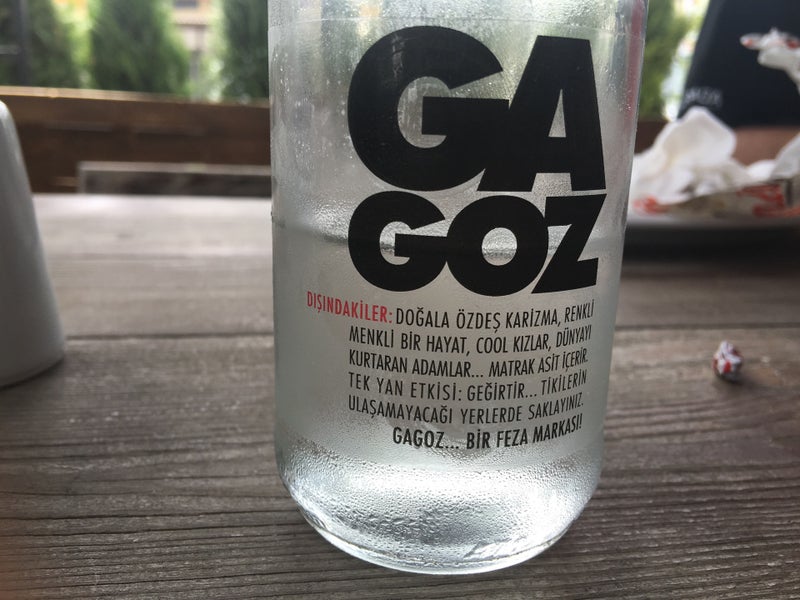 GA
GOZ
DIŞINDAKİLER: DOĞALA ÖZDEŞ KARİZMA, RENKLİ
MENKLİ BİR HAYAT, COOL KIZLAR, DÜNYAYI
KURTARAN ADAMLAR... MATRAK ASİT İÇERİR.
TEK YAN ETKİSİ: GEĞİRTİR... TİKİLERİN
ULAŞAMAYACAĞI YERLERDE SAKLAYINIZ.
GAGOZ... BİR FEZA MARKASI!